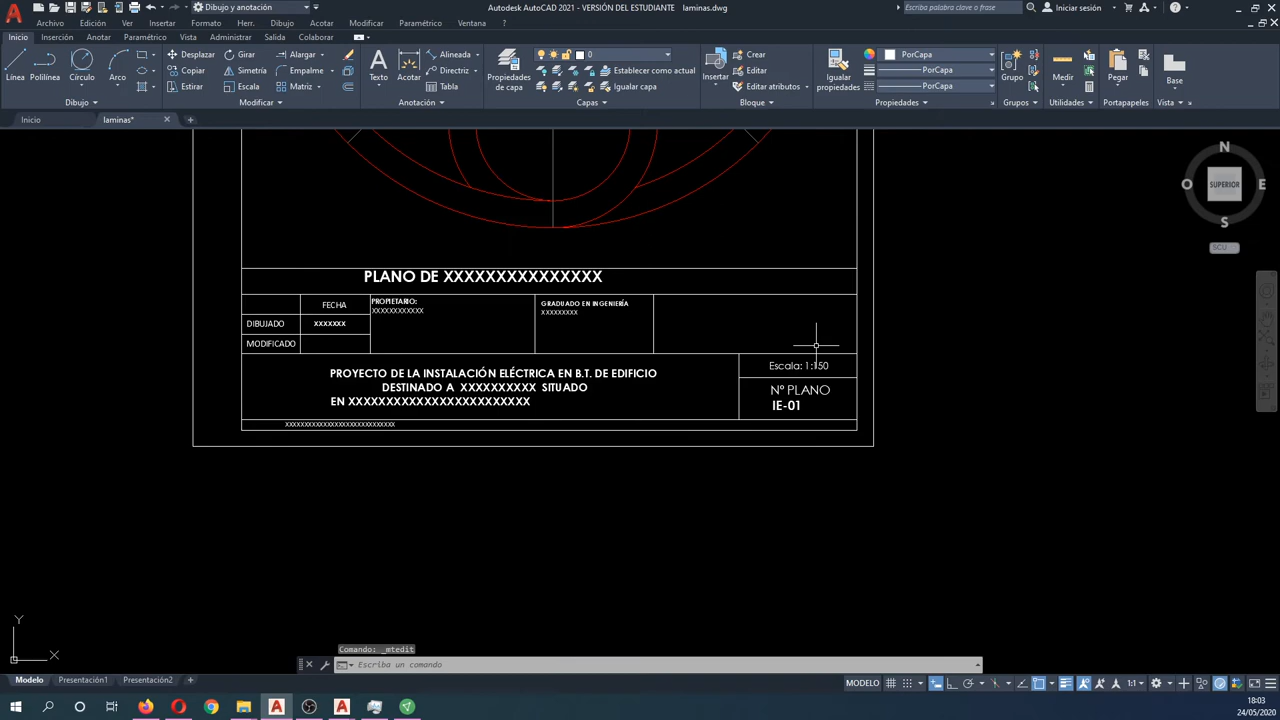 Dibujo y anotación
Autodesk AutoCAD 2021 - VERSIÓN DEL ESTUDIANTE laminas.dwg
Escriba palabra clave o frase
Iniciar sesión
Archivo Edición Ver Insertar Formato Herr. Dibujo Acotar Modificar Paramétrico Ventana ?
Inicio Inserción Anotar Paramétrico Vista Administrar Salida Colaborar
Línea Polilínea Círculo Arco
Desplazar Girar Alargar
Copiar Simetría Empalme
Estirar Escala Matriz
Texto Acotar
Alineada
Directriz
Tabla
Propiedades de capa
0
Establecer como actual
Igualar capa
Insertar
Crear
Editar
Editar atributos
Igualar propiedades
PorCapa
PorCapa
PorCapa
Grupo
Medir
Pegar
Base
Dibujo Modificar Anotación Capas Bloque Propiedades Grupos Utilidades Portapapeles Vista
Inicio laminas*
N
O SUPERIOR E
S
SCU
PLANO DE XXXXXXXXXXXXXXX
FECHA
DIBUJADO XXXXXXX
MODIFICADO
PROPIETARIO:
XXXXXXXXXXXX
GRADUADO EN INGENIERÍA
XXXXXXXXX
PROYECTO DE LA INSTALACIÓN ELÉCTRICA EN B.T. DE EDIFICIO
DESTINADO A XXXXXXXXXX SITUADO
EN XXXXXXXXXXXXXXXXXXXXXXX
Escala: 1:150
Nº PLANO
IE-01
XXXXXXXXXXXXXXXXXXXXXXXXXXXX
Y
X
Comando: _mtedit
Escriba un comando
Modelo Presentación1 Presentación2
MODELO
1:1
18:03
24/05/2020